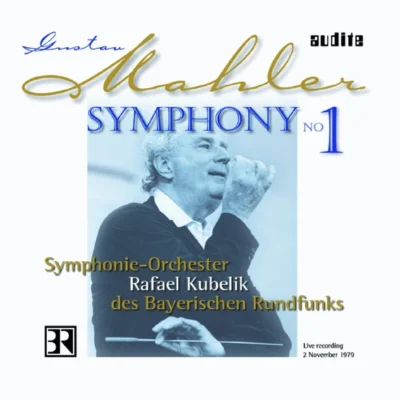 Gustav
audite
Mahler
SYMPHONY NO 1
Symphonie-Orchester
Rafael Kubelik
des Bayerischen Rundfunks
BR
Live recording
2 November 1979